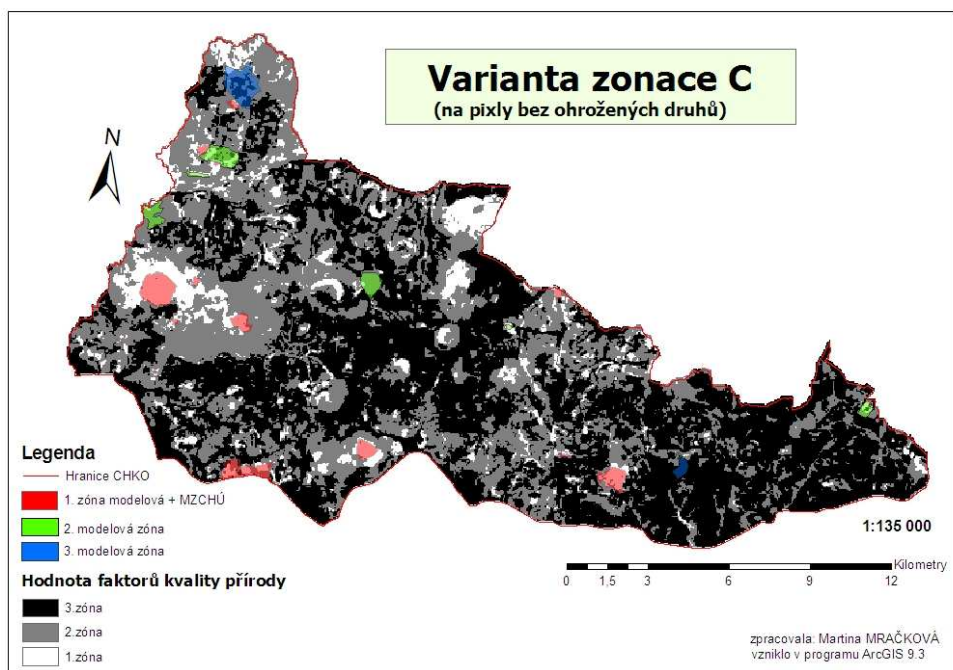 Varianta zonace C
(na pixly bez ohrožených druhů)
N
Legenda
Hranice CHKO
1. zóna modelová + MZCHÚ
2. modelová zóna
3. modelová zóna
Hodnota faktorů kvality přírody
3.zóna
2.zóna
1.zóna
1:135 000
Kilometry
0 1,5 3 6 9 12
zpracovala: Martina MRAČKOVÁ
vzniklo v programu ArcGIS 9.3